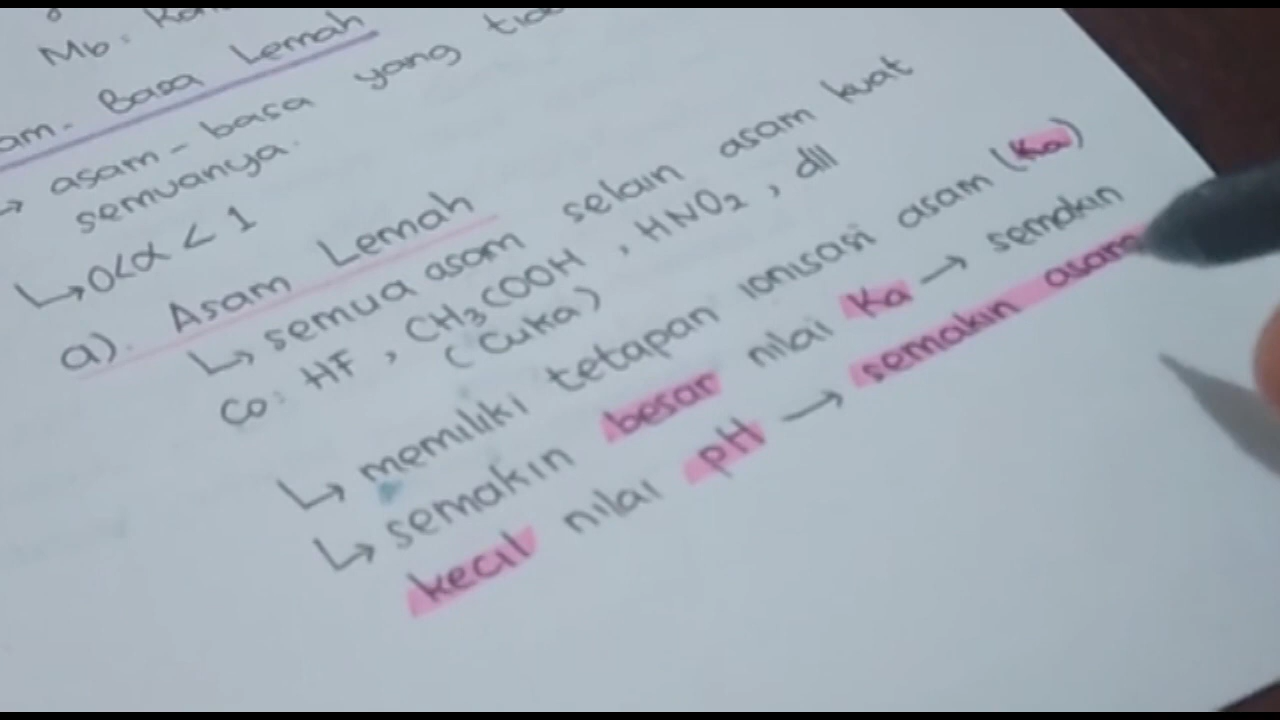 Mb:
Basa Lemah
→ asam - basa yang
semuanya.
↳ 0<α< 1
a). Asam Lemah
↳ semua asam selain asam kuat
Co: HF, CH₃COOH, HNO₂, dll
(Cuka)
↳ memiliki tetapan ionisasi asam (Ka)
↳ semakin besar nilai Ka → semakin
kecil nilai pH → semakin asam